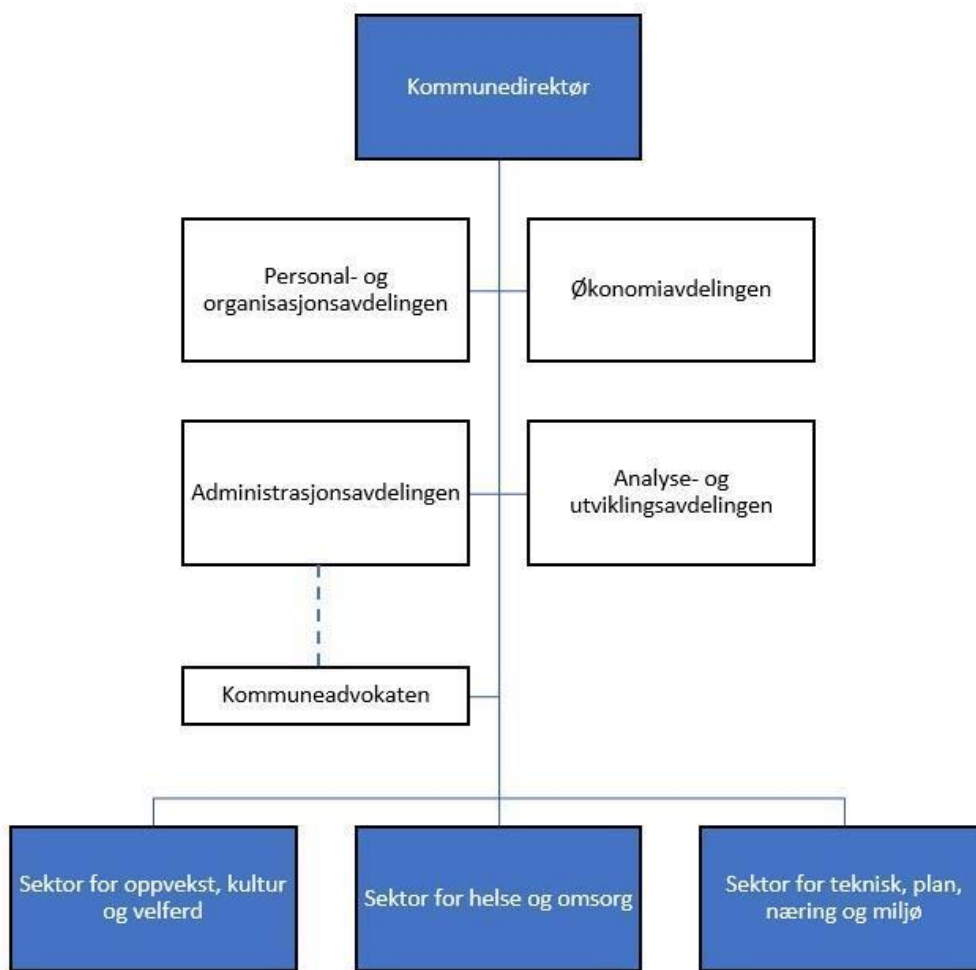 Kommunedirektør
Personal- og
organisasjonsavdelingen
Økonomiavdelingen
Administrasjonsavdelingen
Analyse- og
utviklingsavdelingen
Kommuneadvokaten
Sektor for oppvekst, kultur
og velferd
Sektor for helse og omsorg
Sektor for teknisk, plan,
næring og miljø